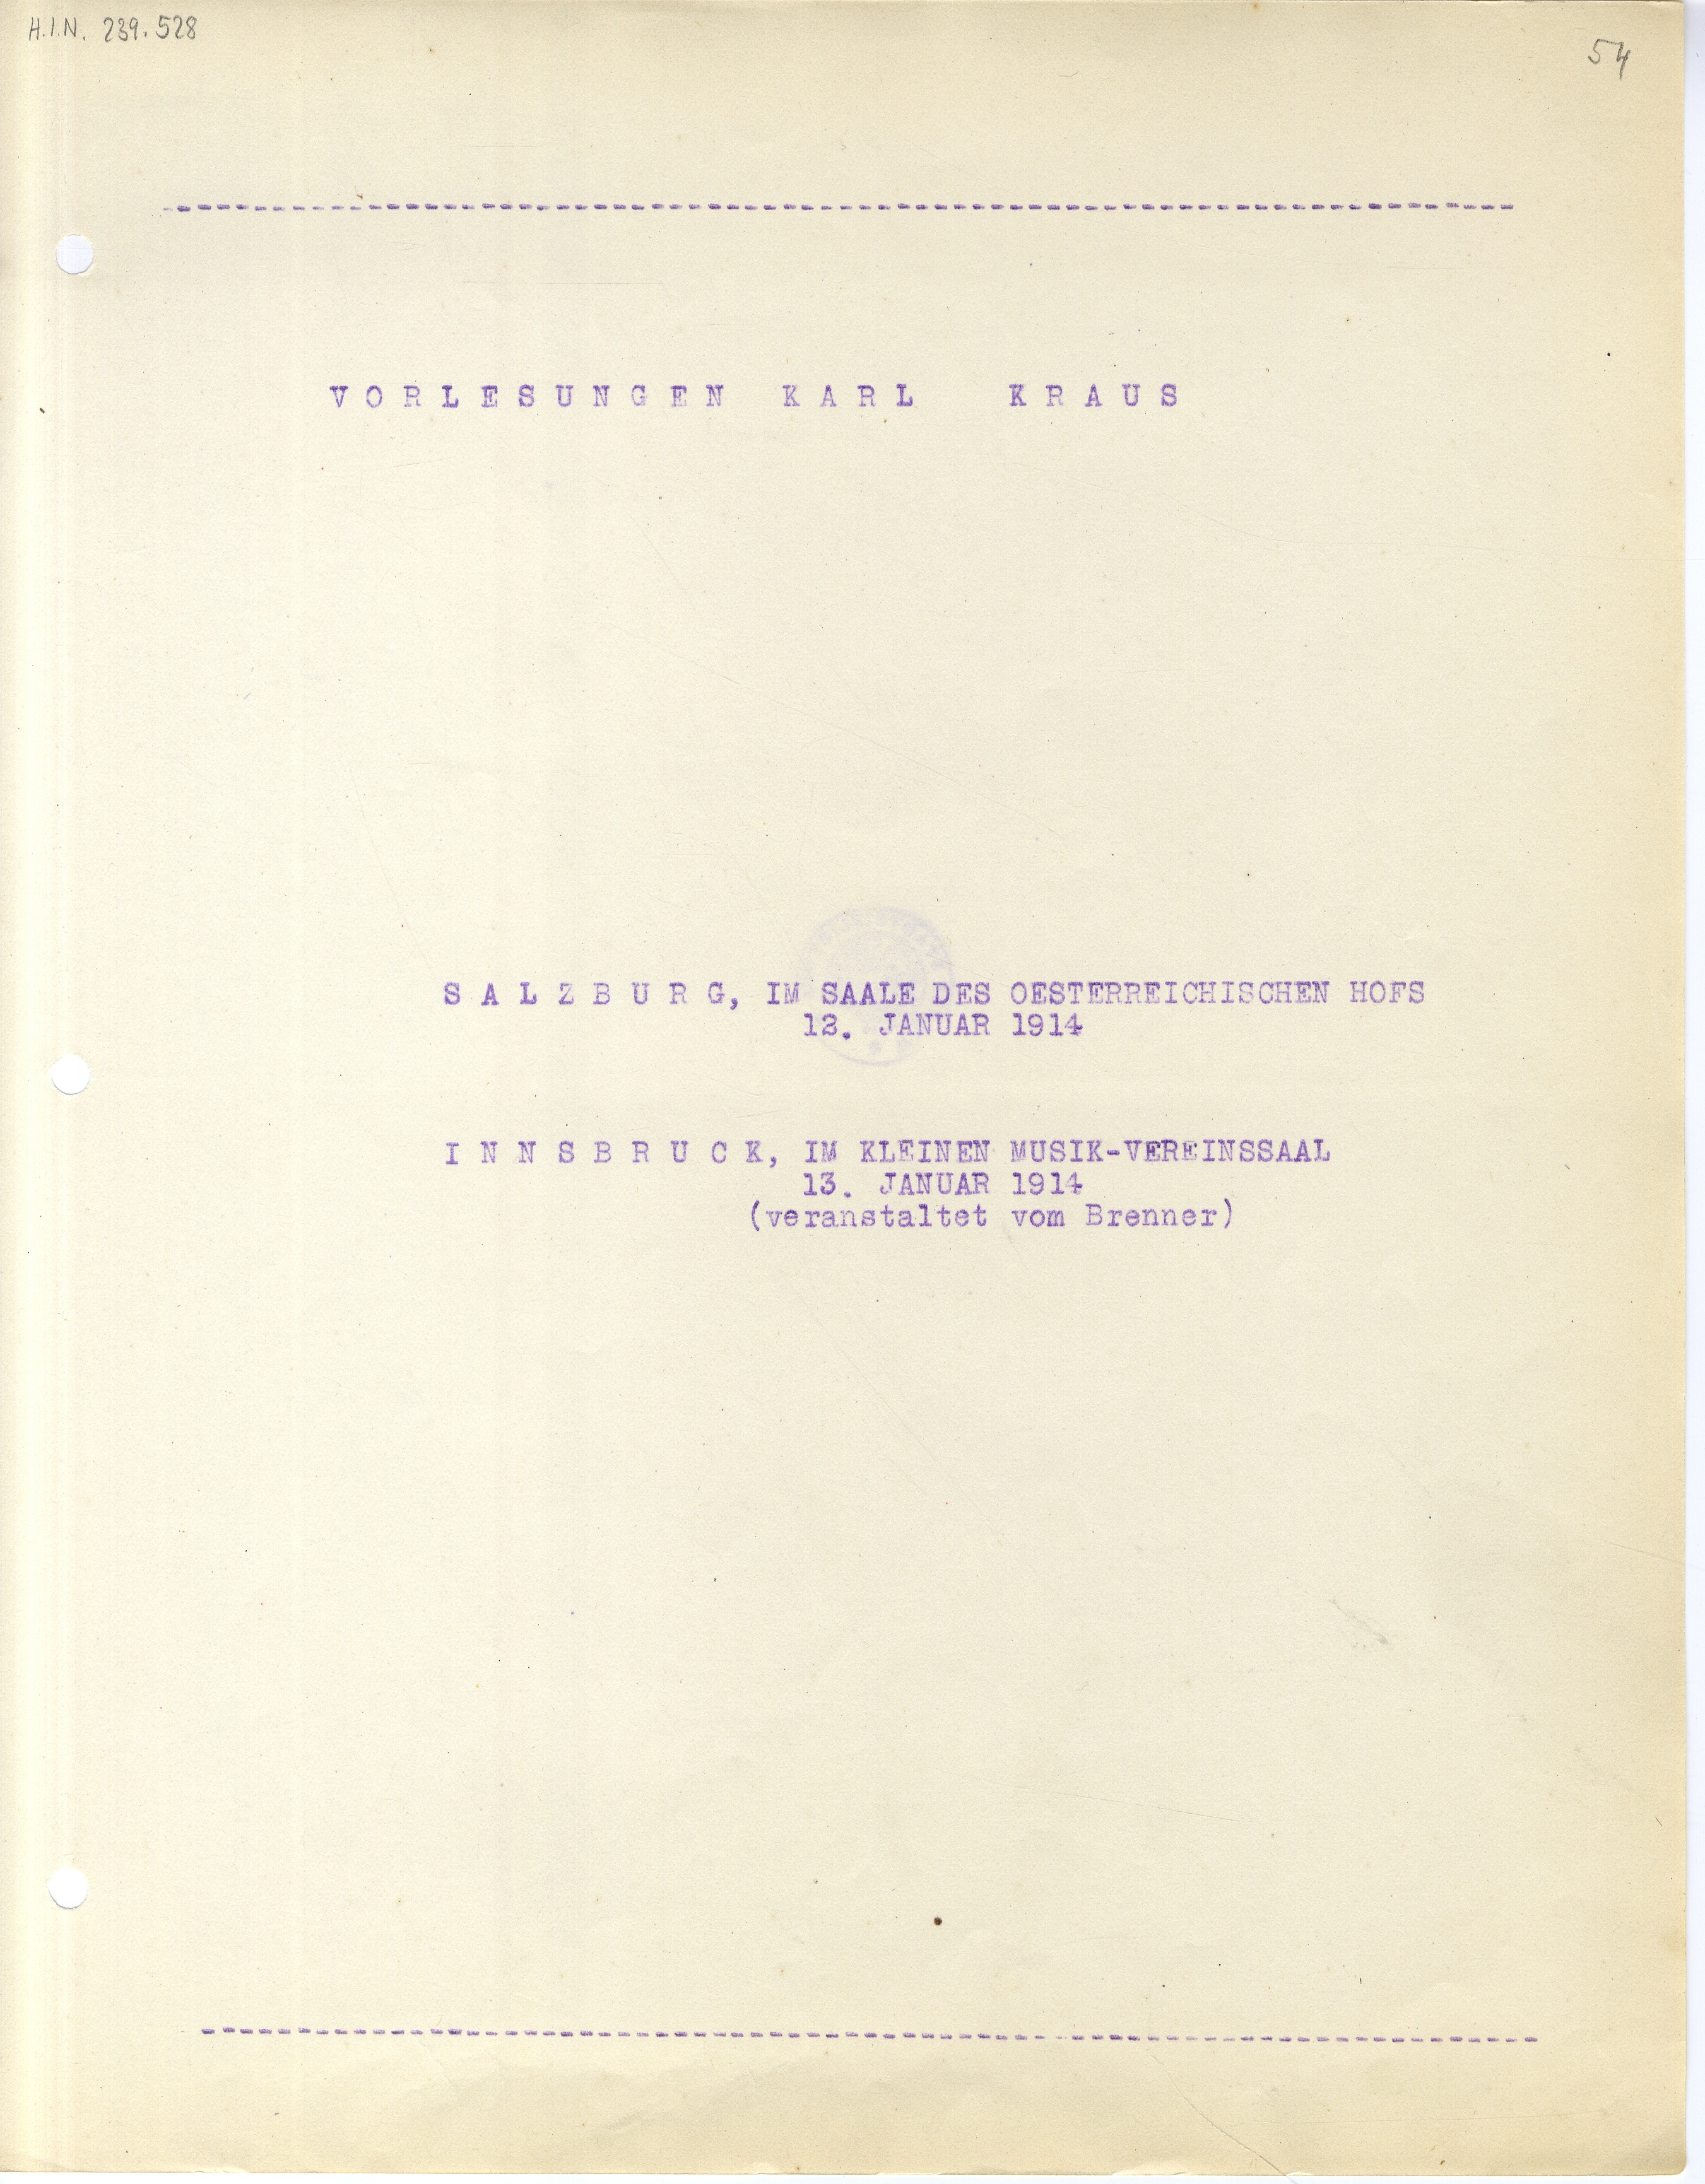 H.I.N. 239.528
54
VORLESUNGEN KARL KRAUS
SALZBURG, IM SAALE DES OESTERREICHISCHEN HOFS
12. JANUAR 1914
INNSBRUCK, IM KLEINEN MUSIK-VEREINSSAAL
13. JANUAR 1914
(veranstaltet vom Brenner)